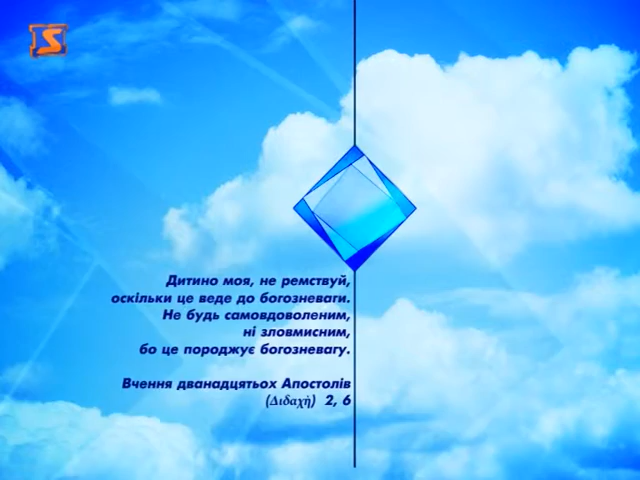 Дитино моя, не ремствуй,
оскільки це веде до богозневаги.
Не будь самовдоволеним,
ні зловмисним,
бо це породжує богозневагу.
Вчення дванадцятьох Апостолів
(Διδαχὴ) 2, 6